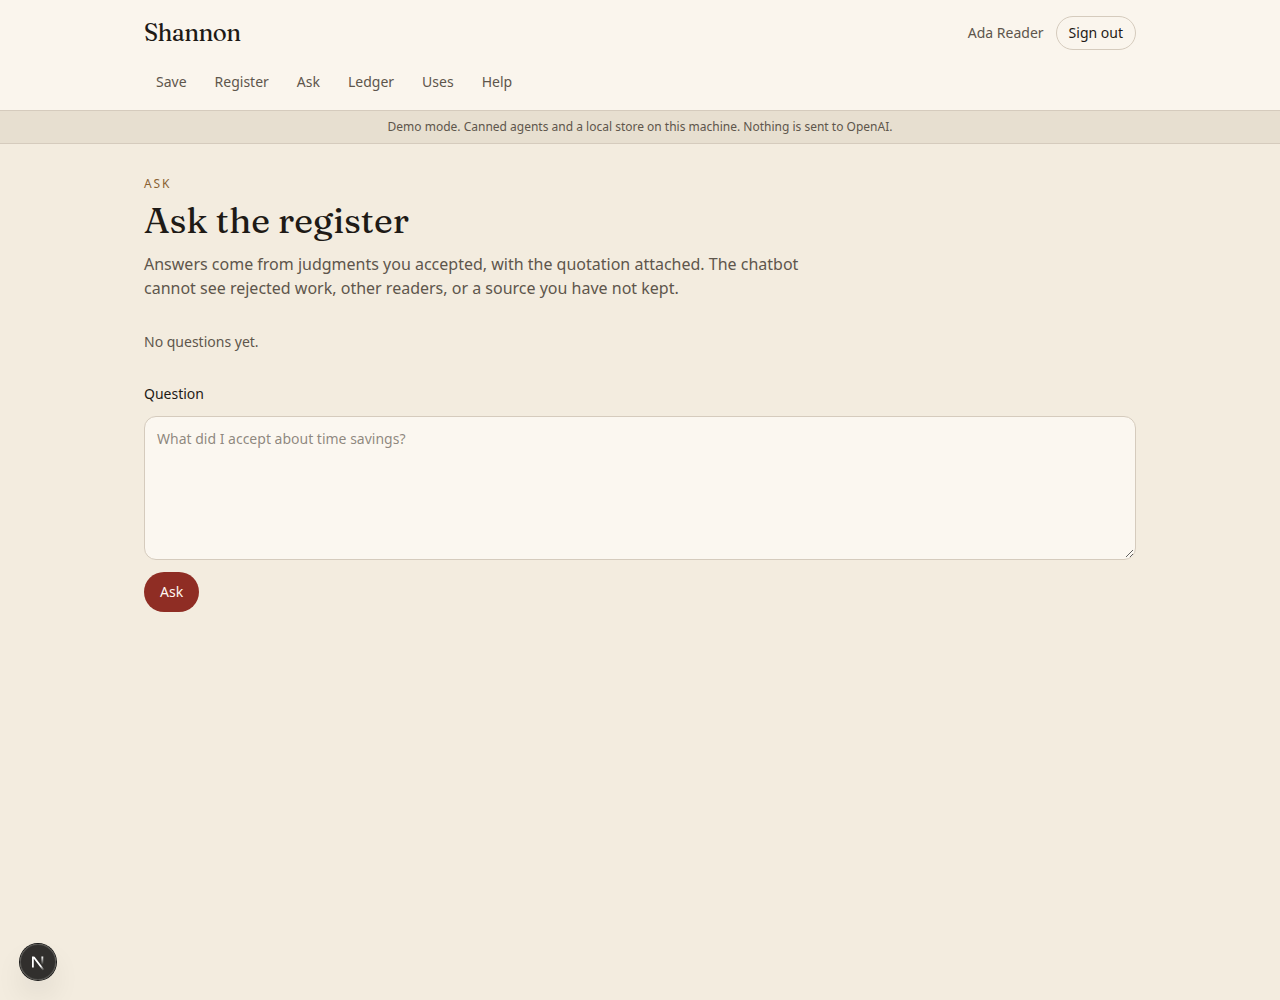 Shannon
Ada Reader
Sign out
Save
Register
Ask
Ledger
Uses
Help
Demo mode. Canned agents and a local store on this machine. Nothing is sent to OpenAI.
ASK
Ask the register
Answers come from judgments you accepted, with the quotation attached. The chatbot
cannot see rejected work, other readers, or a source you have not kept.
No questions yet.
Question
What did I accept about time savings?
Ask
N